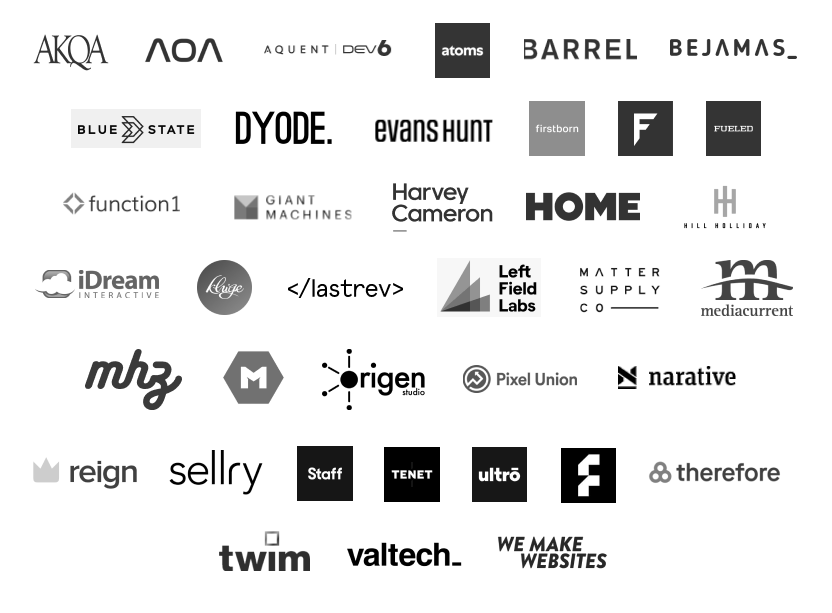 AKQA
AOA
AQUENT | DEV6
atoms
BARREL
BEJAMAS_
BLUE STATE
DYODE.
evans HUNT
firstborn
F
FUELED
function1
GIANT
MACHINES
Harvey
Cameron
HOME
HILL HOLLIDAY
iDream
INTERACTIVE
kluge
</lastrev>
Left
Field
Labs
MATTER
SUPPLY
CO
m
mediacurrent
mhz
M
Origen
studio
Pixel Union
narative
reign
sellry
Staff
TENET
ultrō
F
therefore
twim
valtech_
WE MAKE
WEBSITES